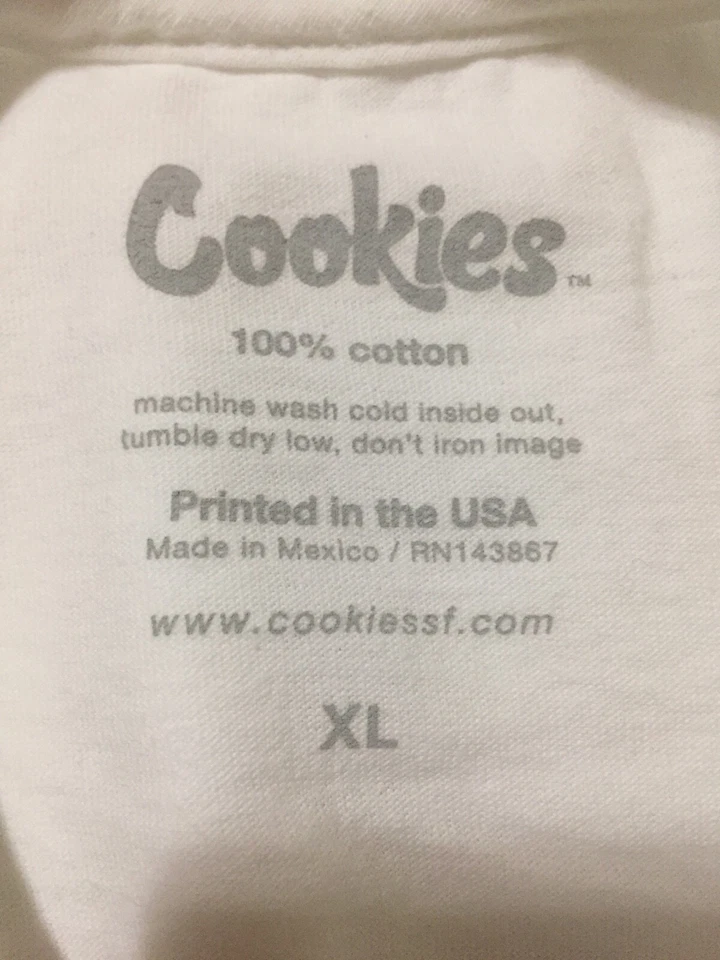 Cookies™
100% cotton
machine wash cold inside out,
tumble dry low, don't iron image
Printed in the USA
Made in Mexico / RN143867
www.cookiessf.com
XL